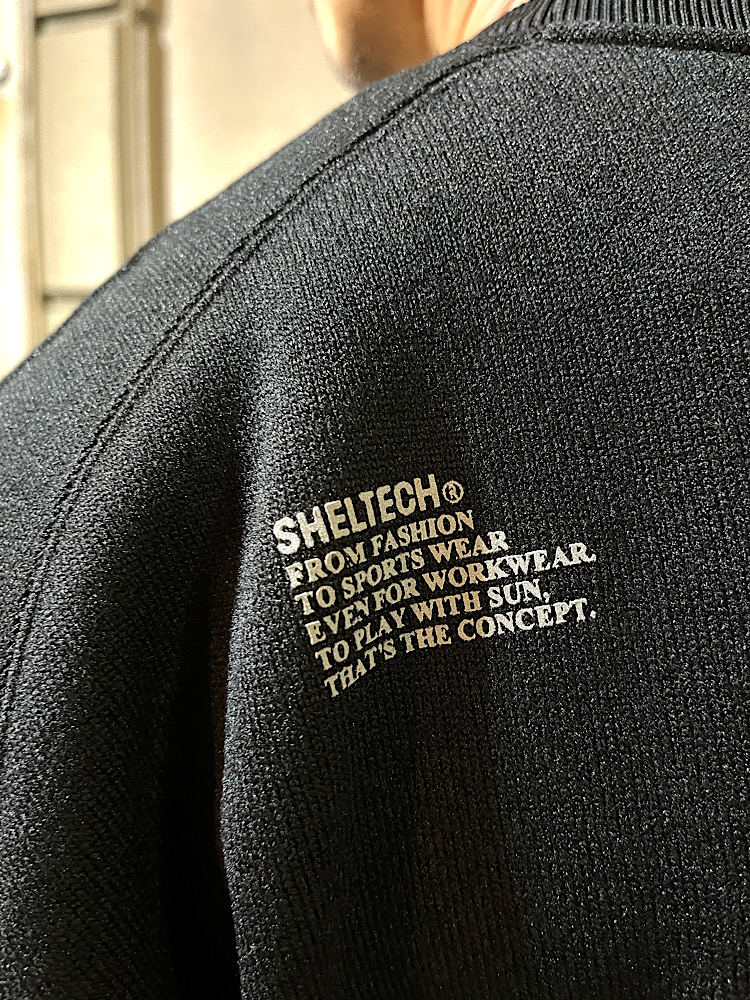 SHELTECH®
FROM FASHION
TO SPORTS WEAR
EVEN FOR WORKWEAR.
TO PLAY WITH SUN,
THAT'S THE CONCEPT.